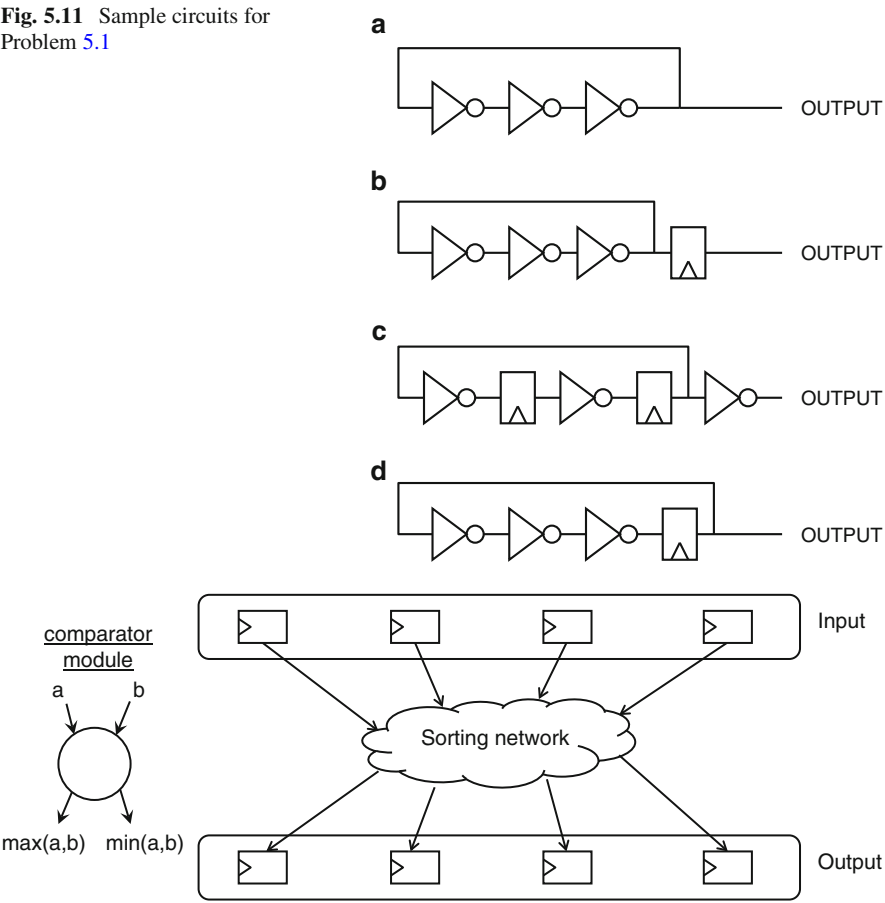 Fig. 5.11 Sample circuits for
Problem 5.1
a
OUTPUT
b
OUTPUT
c
OUTPUT
d
OUTPUT
Input
comparator
module
a b
Sorting network
max(a,b) min(a,b)
Output